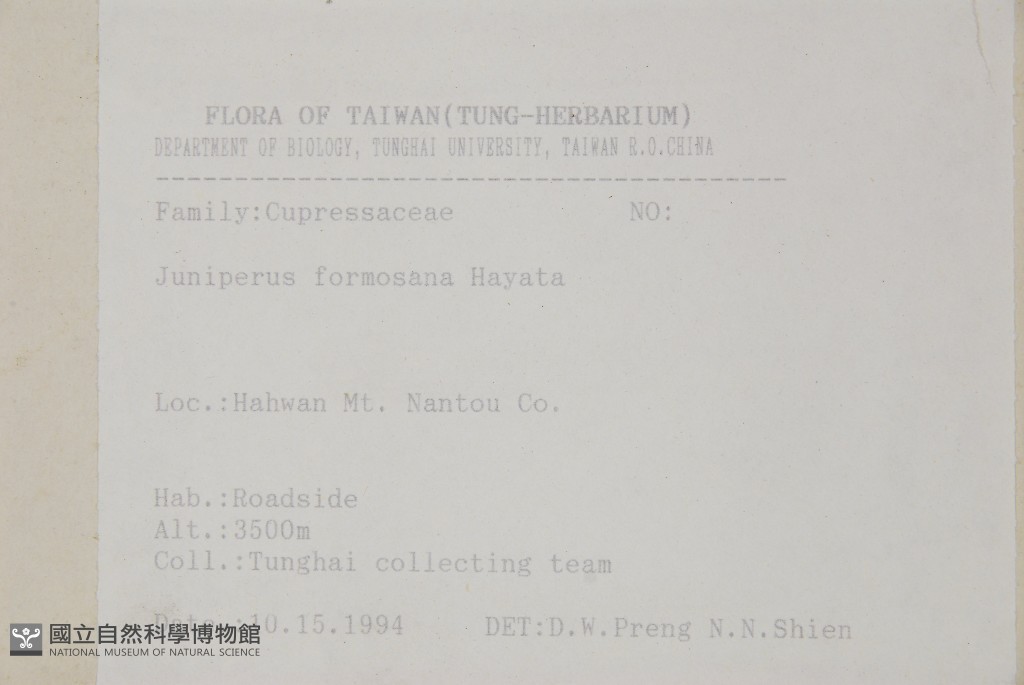 FLORA OF TAIWAN(TUNG-HERBARIUM)
DEPARTMENT OF BIOLOGY, TUNGHAI UNIVERSITY, TAIWAN R.O.CHINA
----------------------------------------
Family:Cupressaceae NO:
Juniperus formosana Hayata
Loc.:Hahwan Mt. Nantou Co.
Hab.:Roadside
Alt.:3500m
Coll.:Tunghai collecting team
Date.:10.15.1994 DET:D.W.Preng N.N.Shien
國立自然科學博物館
NATIONAL MUSEUM OF NATURAL SCIENCE